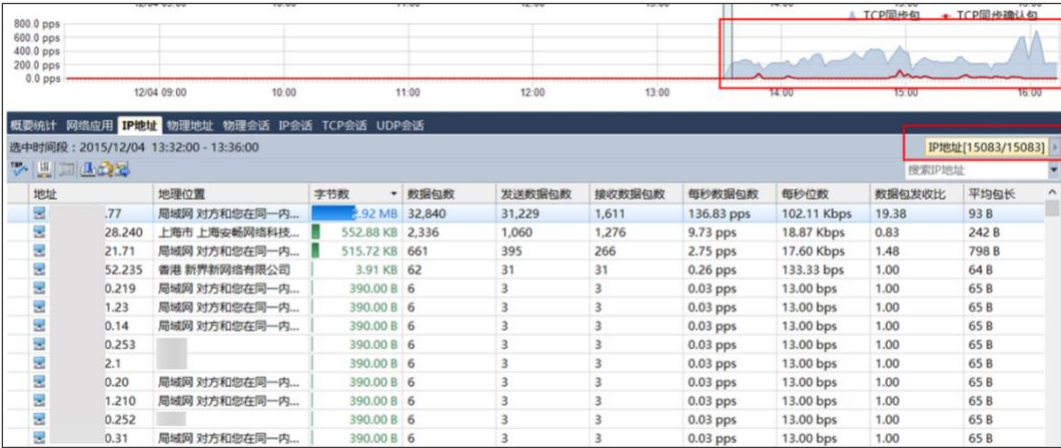 TCP同步包 TCP同步确认包
800.0 pps
600.0 pps
400.0 pps
200.0 pps
0.0 pps
12/04 09:00 10:00 11:00 12:00 13:00 14:00 15:00 16:00
概要统计 网络应用 IP地址 物理地址 物理会话 IP会话 TCP会话 UDP会话
选中时间段：2015/12/04 13:32:00 - 13:36:00 IP地址[15083/15083]
搜索IP地址
地址 地理位置 字节数 数据包数 发送数据包数 接收数据包数 每秒数据包数 每秒位数 数据包发收比 平均包长
.77 局域网 对方和您在同一内... 2.92 MB 32,840 31,229 1,611 136.83 pps 102.11 Kbps 19.38 93 B
28.240 上海市 上海安畅网络科技... 552.88 KB 2,336 1,060 1,276 9.73 pps 18.87 Kbps 0.83 242 B
21.71 局域网 对方和您在同一内... 515.72 KB 661 395 266 2.75 pps 17.60 Kbps 1.48 798 B
52.235 香港 新界新网络有限公司 3.91 KB 62 31 31 0.26 pps 133.33 bps 1.00 64 B
0.219 局域网 对方和您在同一内... 390.00 B 6 3 3 0.03 pps 13.00 bps 1.00 65 B
1.23 局域网 对方和您在同一内... 390.00 B 6 3 3 0.03 pps 13.00 bps 1.00 65 B
0.14 局域网 对方和您在同一内... 390.00 B 6 3 3 0.03 pps 13.00 bps 1.00 65 B
0.253 390.00 B 6 3 3 0.03 pps 13.00 bps 1.00 65 B
2.1 390.00 B 6 3 3 0.03 pps 13.00 bps 1.00 65 B
0.20 局域网 对方和您在同一内... 390.00 B 6 3 3 0.03 pps 13.00 bps 1.00 65 B
1.210 局域网 对方和您在同一内... 390.00 B 6 3 3 0.03 pps 13.00 bps 1.00 65 B
0.252 390.00 B 6 3 3 0.03 pps 13.00 bps 1.00 65 B
0.31 局域网 对方和您在同一内... 390.00 B 6 3 3 0.03 pps 13.00 bps 1.00 65 B